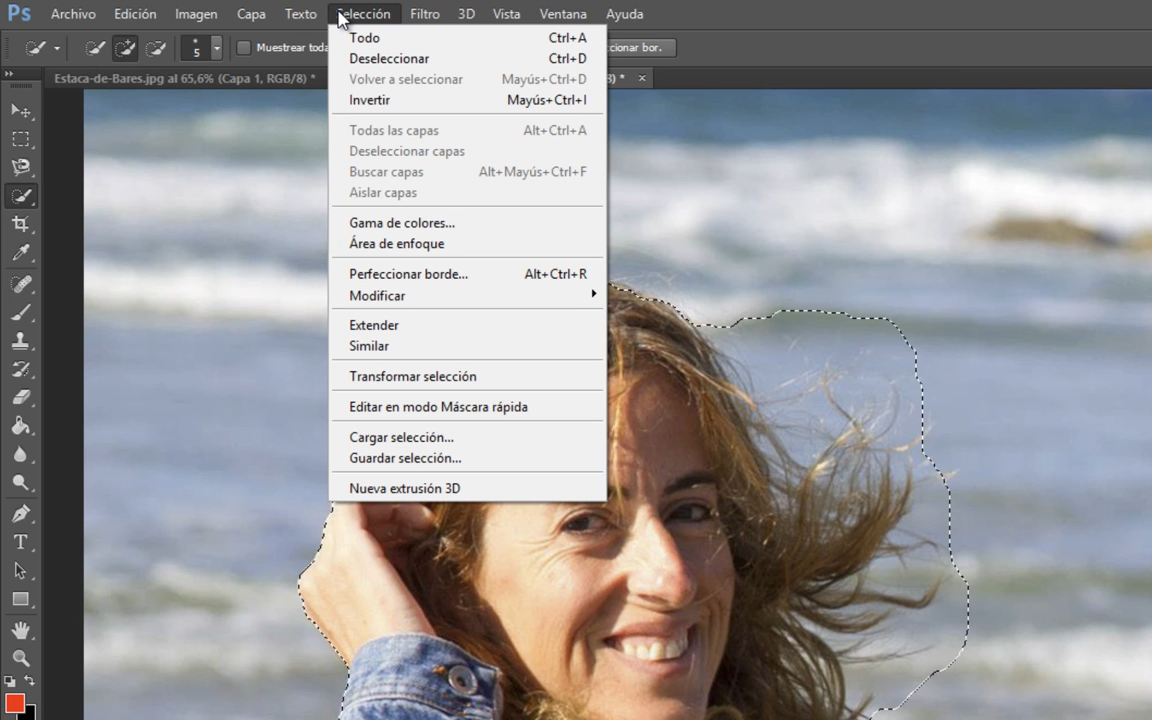 Ps Archivo Edición Imagen Capa Texto Selección Filtro 3D Vista Ventana Ayuda
5 Muestrear toda ccionar bor.
Estaca-de-Bares.jpg al 65,6% (Capa 1, RGB/8) * 8) * ×
Todo Ctrl+A
Deseleccionar Ctrl+D
Volver a seleccionar Mayús+Ctrl+D
Invertir Mayús+Ctrl+I
Todas las capas Alt+Ctrl+A
Deseleccionar capas
Buscar capas Alt+Mayús+Ctrl+F
Aislar capas
Gama de colores...
Área de enfoque
Perfeccionar borde... Alt+Ctrl+R
Modificar
Extender
Similar
Transformar selección
Editar en modo Máscara rápida
Cargar selección...
Guardar selección...
Nueva extrusión 3D
T